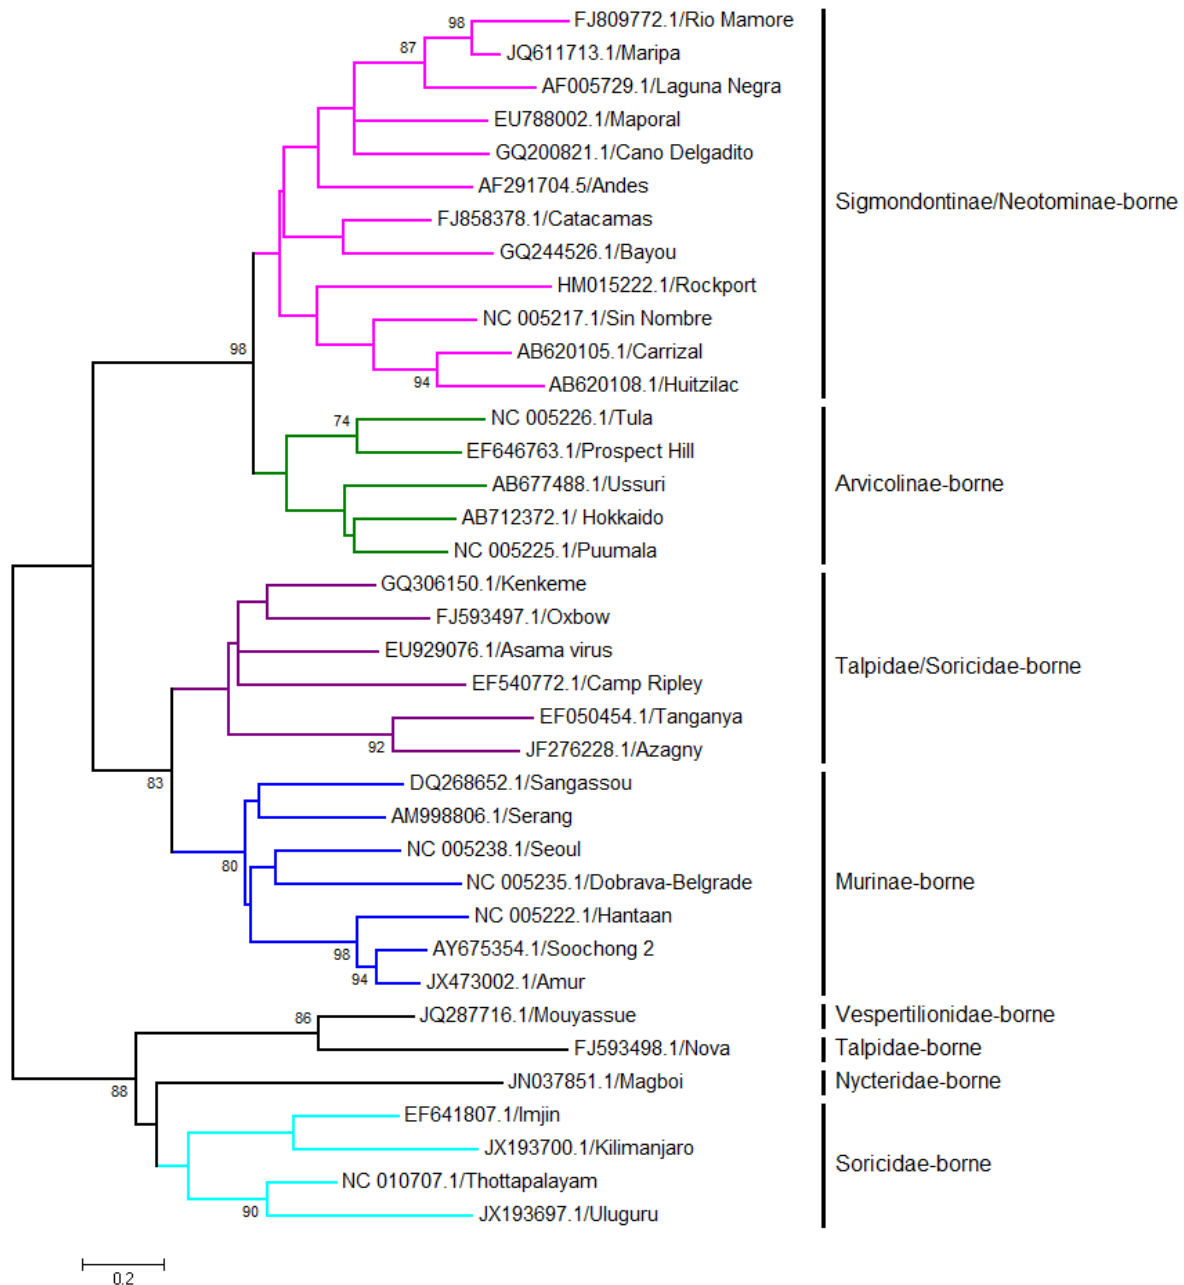 98
FJ809772.1/Rio Mamore
87
JQ611713.1/Maripa
AF005729.1/Laguna Negra
EU788002.1/Maporal
GQ200821.1/Cano Delgadito
AF291704.5/Andes
Sigmondontinae/Neotominae-borne
FJ858378.1/Catacamas
GQ244526.1/Bayou
HM015222.1/Rockport
NC 005217.1/Sin Nombre
98
AB620105.1/Carrizal
94
AB620108.1/Huitzilac
74
NC 005226.1/Tula
EF646763.1/Prospect Hill
AB677488.1/Ussuri
Arvicolinae-borne
AB712372.1/ Hokkaido
NC 005225.1/Puumala
GQ306150.1/Kenkeme
FJ593497.1/Oxbow
EU929076.1/Asama virus
Talpidae/Soricidae-borne
EF540772.1/Camp Ripley
EF050454.1/Tanganya
92
JF276228.1/Azagny
83
DQ268652.1/Sangassou
AM998806.1/Serang
80
NC 005238.1/Seoul
NC 005235.1/Dobrava-Belgrade
Murinae-borne
NC 005222.1/Hantaan
98
AY675354.1/Soochong 2
94
JX473002.1/Amur
86
JQ287716.1/Mouyassue
Vespertilionidae-borne
FJ593498.1/Nova
Talpidae-borne
88
JN037851.1/Magboi
Nycteridae-borne
EF641807.1/Imjin
JX193700.1/Kilimanjaro
Soricidae-borne
NC 010707.1/Thottapalayam
90
JX193697.1/Uluguru
0.2